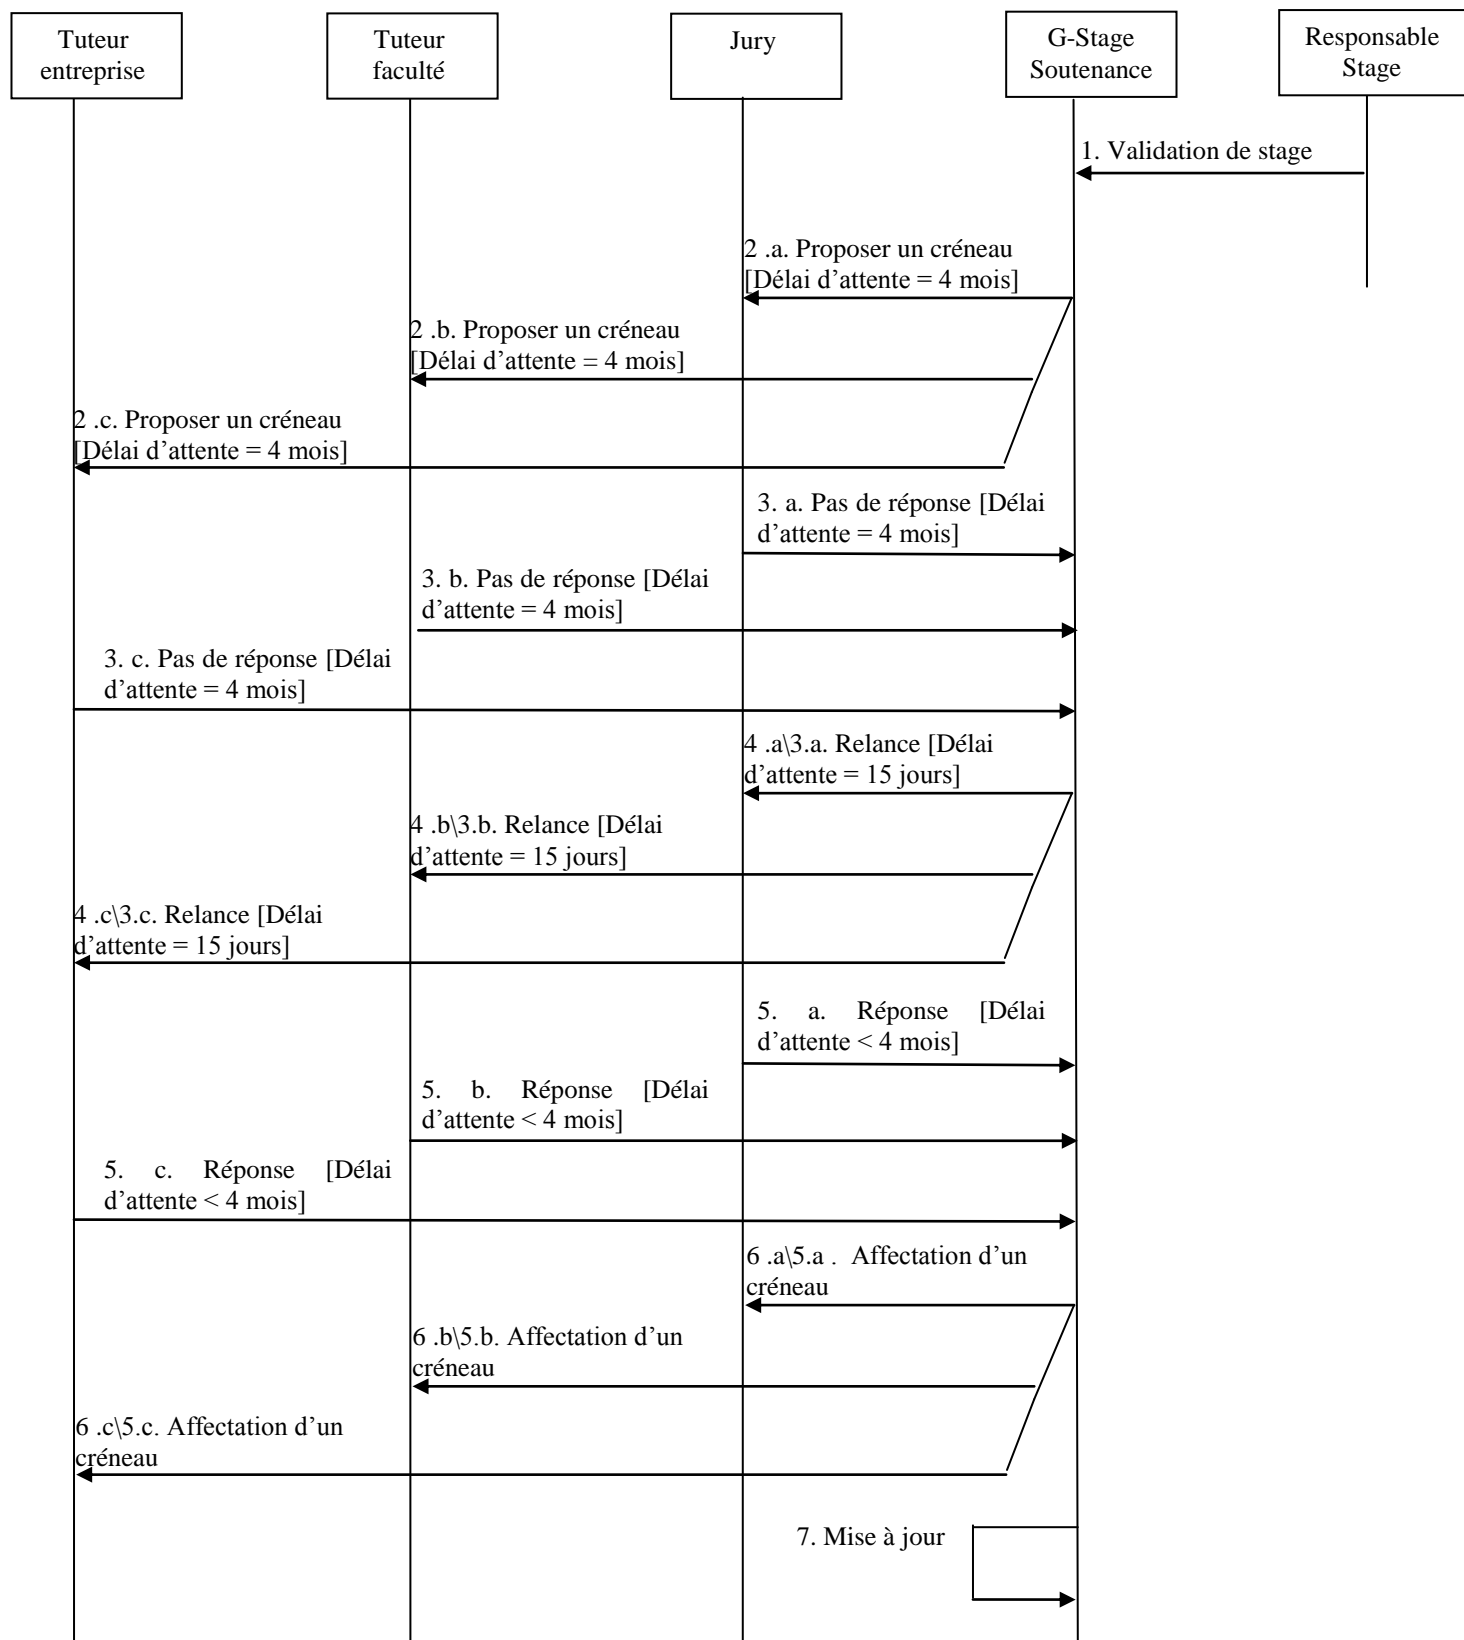 Tuteur
entreprise
Tuteur
faculté
Jury
G-Stage
Soutenance
Responsable
Stage
1. Validation de stage
2 .a. Proposer un créneau
[Délai d’attente = 4 mois]
2 .b. Proposer un créneau
[Délai d’attente = 4 mois]
2 .c. Proposer un créneau
[Délai d’attente = 4 mois]
3. a. Pas de réponse [Délai
d’attente = 4 mois]
3. b. Pas de réponse [Délai
d’attente = 4 mois]
3. c. Pas de réponse [Délai
d’attente = 4 mois]
4 .a\3.a. Relance [Délai
d’attente = 15 jours]
4 .b\3.b. Relance [Délai
d’attente = 15 jours]
4 .c\3.c. Relance [Délai
d’attente = 15 jours]
5. a. Réponse [Délai
d’attente < 4 mois]
5. b. Réponse [Délai
d’attente < 4 mois]
5. c. Réponse [Délai
d’attente < 4 mois]
6 .a\5.a . Affectation d’un
créneau
6 .b\5.b. Affectation d’un
créneau
6 .c\5.c. Affectation d’un
créneau
7. Mise à jour